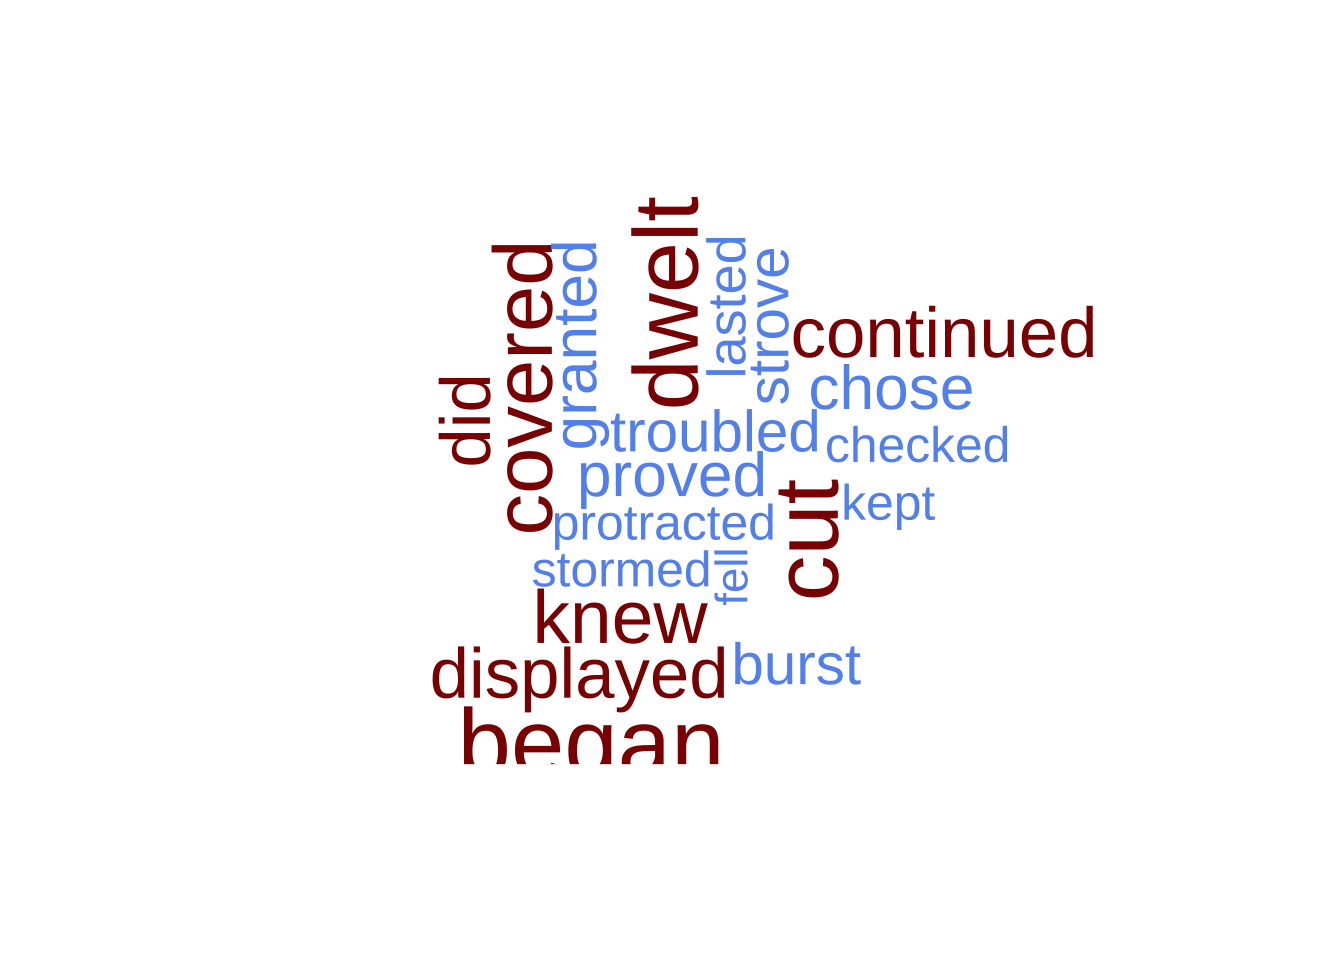 dwelt
lasted
covered
granted
strove
continued
did
chose
troubled
checked
proved
cut
kept
protracted
stormed
fell
knew
displayed
burst
began